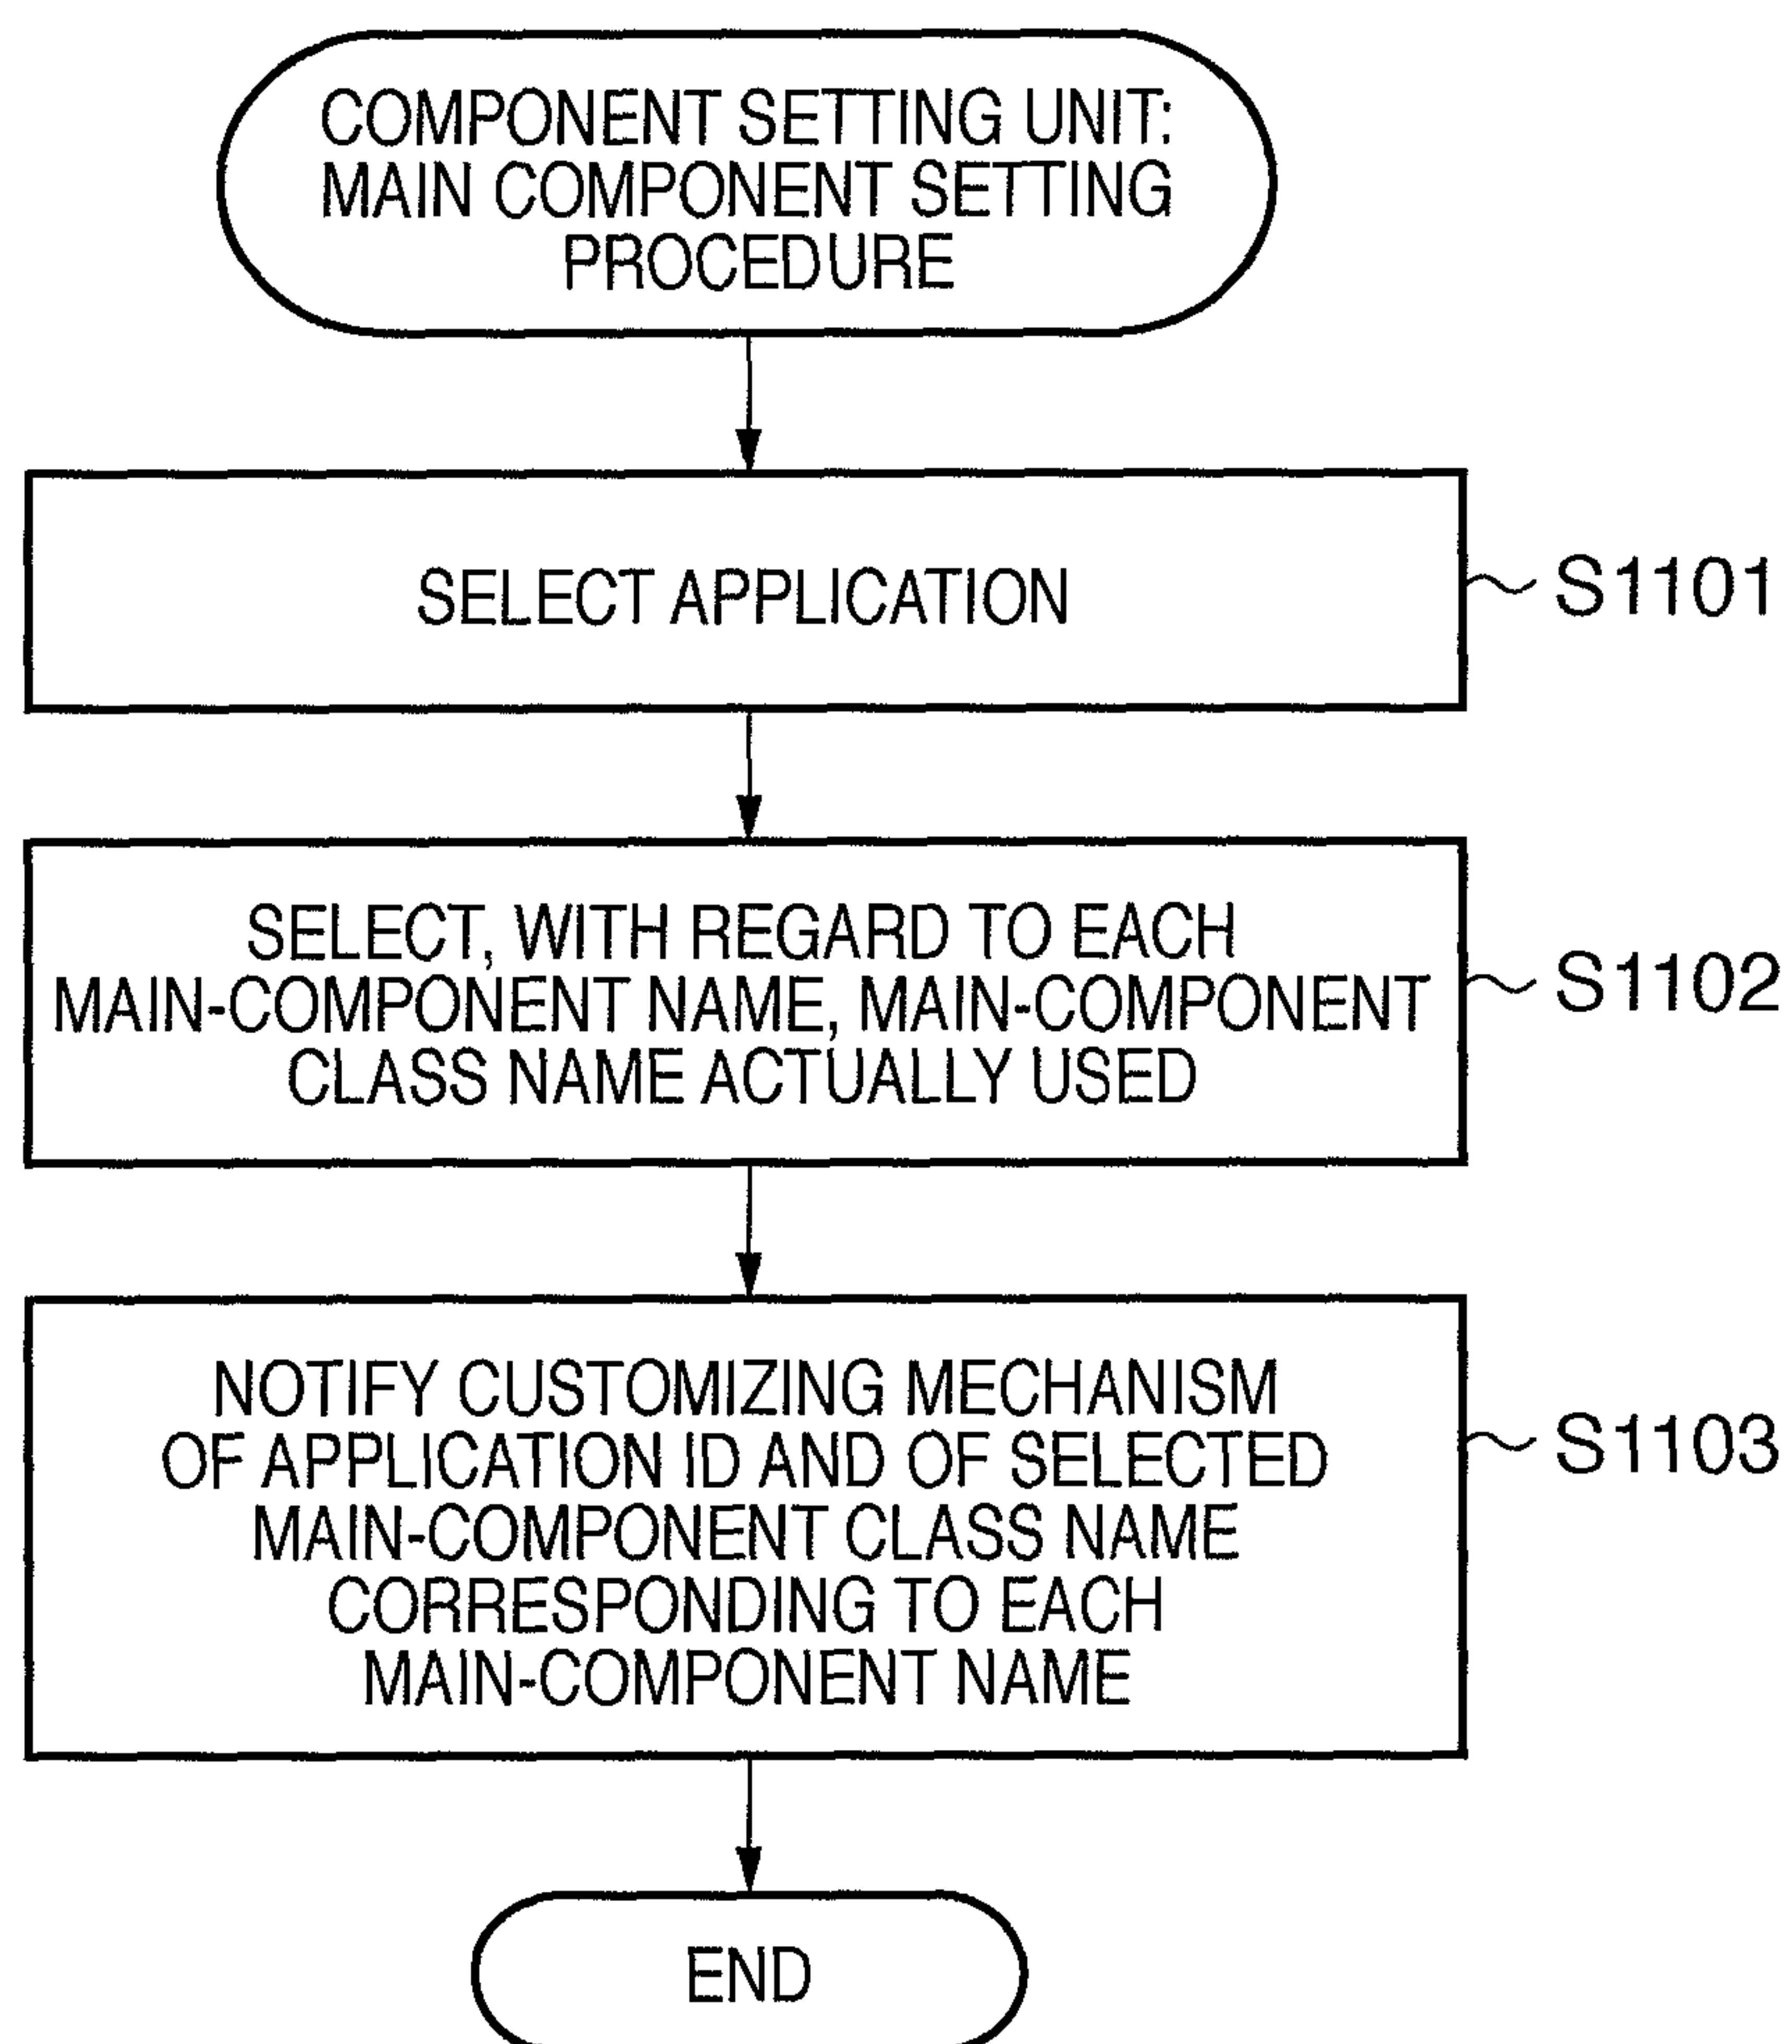 COMPONENT SETTING UNIT:
MAIN COMPONENT SETTING
PROCEDURE
SELECT APPLICATION
S1101
SELECT, WITH REGARD TO EACH
MAIN-COMPONENT NAME, MAIN-COMPONENT
CLASS NAME ACTUALLY USED
S1102
NOTIFY CUSTOMIZING MECHANISM
OF APPLICATION ID AND OF SELECTED
MAIN-COMPONENT CLASS NAME
CORRESPONDING TO EACH
MAIN-COMPONENT NAME
S1103
END